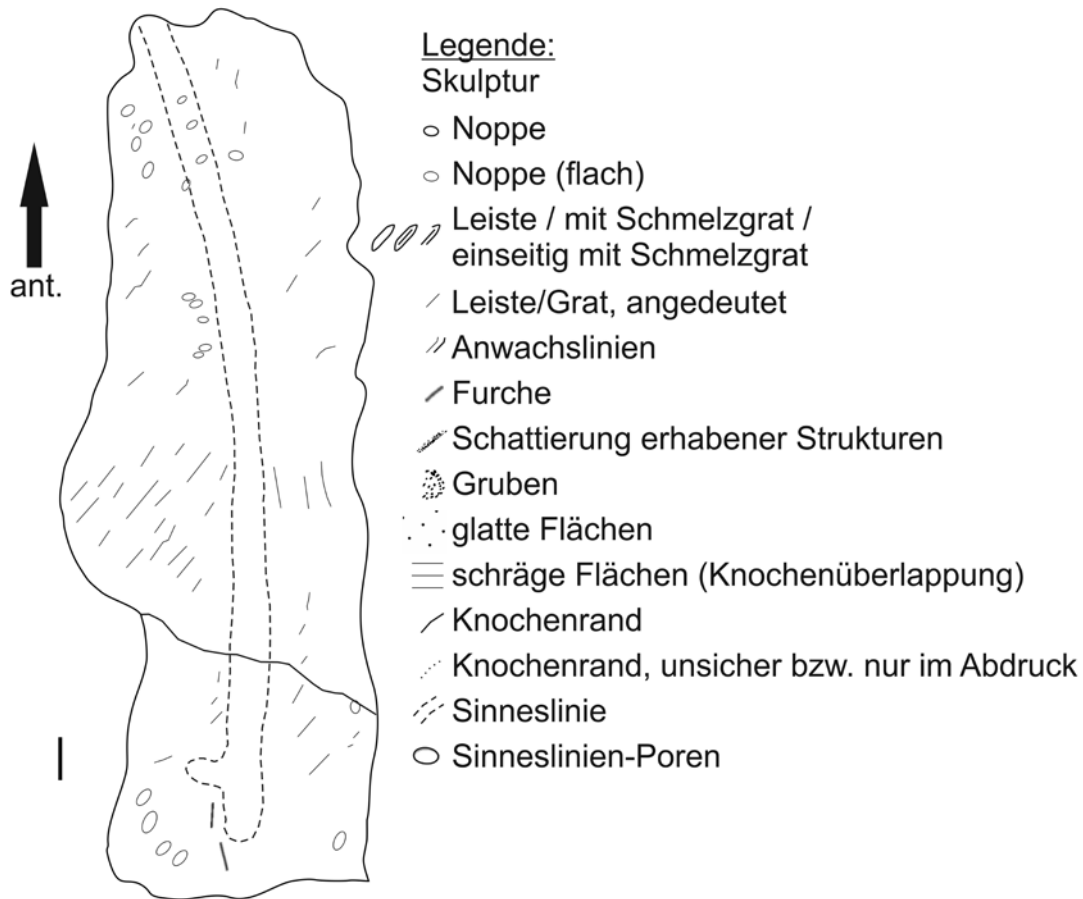 Legende:
Skulptur
Noppe
Noppe (flach)
Leiste / mit Schmelzgrat /
einseitig mit Schmelzgrat
ant.
Leiste/Grat, angedeutet
Anwachslinien
Furche
Schattierung erhabener Strukturen
Gruben
glatte Flächen
schräge Flächen (Knochenüberlappung)
Knochenrand
Knochenrand, unsicher bzw. nur im Abdruck
Sinneslinie
Sinneslinien-Poren